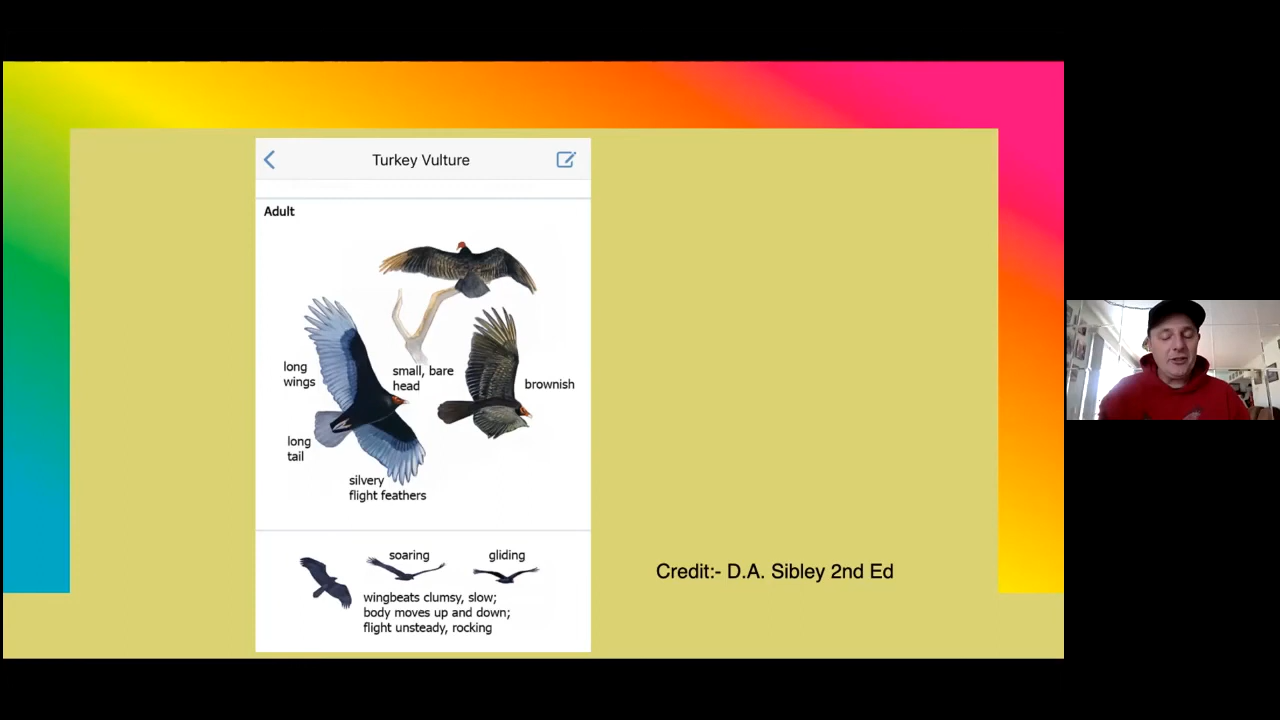 Turkey Vulture
Adult
long
wings
small, bare
head
brownish
long
tail
silvery
flight feathers
soaring
gliding
wingbeats clumsy, slow;
body moves up and down;
flight unsteady, rocking
Credit:- D.A. Sibley 2nd Ed